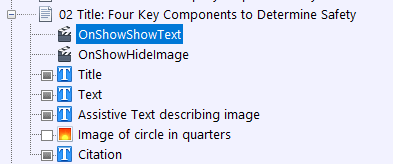 02 Title: Four Key Components to Determine Safety
OnShowShowText
OnShowHideImage
Title
Text
Assistive Text describing image
Image of circle in quarters
Citation